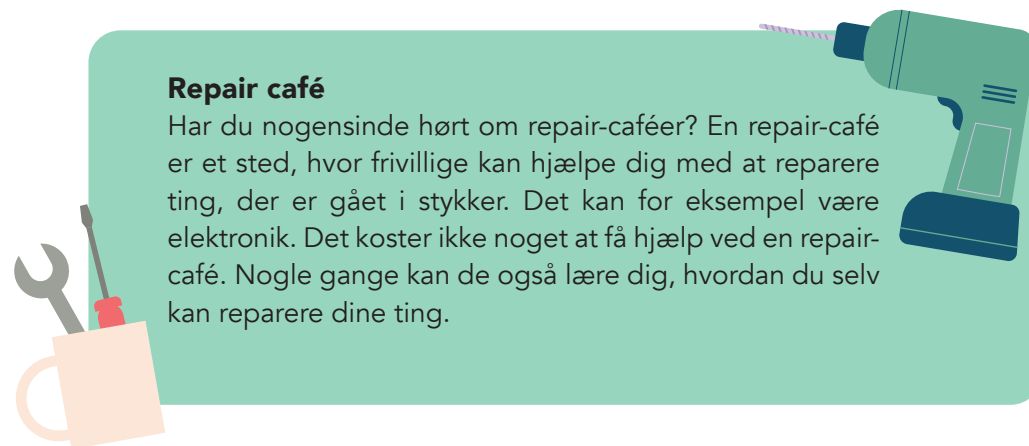 Repair café
Har du nogensinde hørt om repair-caféer? En repair-café
er et sted, hvor frivillige kan hjælpe dig med at reparere
ting, der er gået i stykker. Det kan for eksempel være
elektronik. Det koster ikke noget at få hjælp ved en repair-
café. Nogle gange kan de også lære dig, hvordan du selv
kan reparere dine ting.